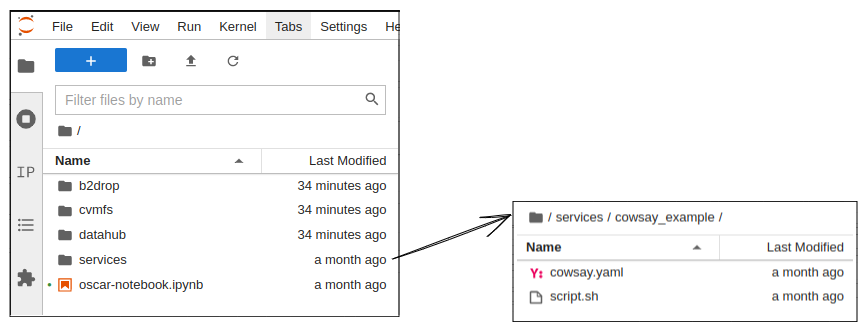 File Edit View Run Kernel Tabs Settings He
Filter files by name
/
Name Last Modified
b2drop 34 minutes ago
cvmfs 34 minutes ago
datahub 34 minutes ago
services a month ago
oscar-notebook.ipynb a month ago
IP
/ services / cowsay_example /
Name Last Modified
Y: cowsay.yaml a month ago
script.sh a month ago